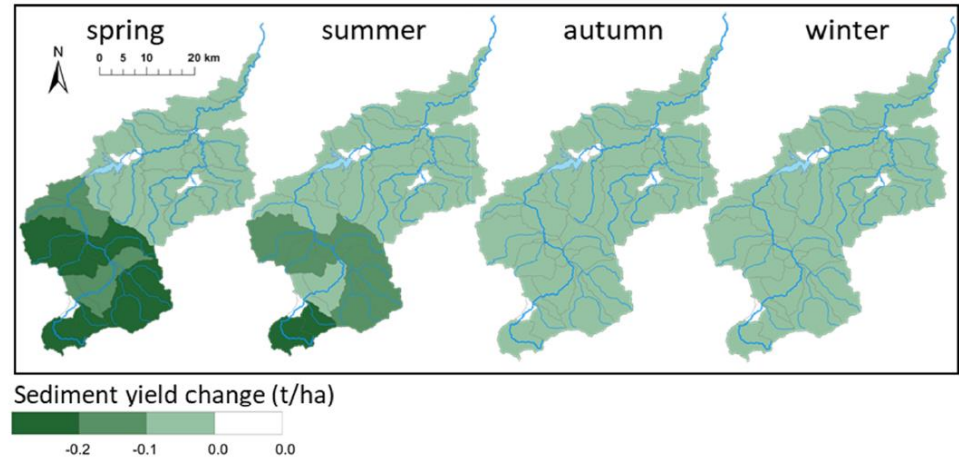 spring summer autumn winter
N
0 5 10 20 km
Sediment yield change (t/ha)
-0.2 -0.1 0.0 0.0